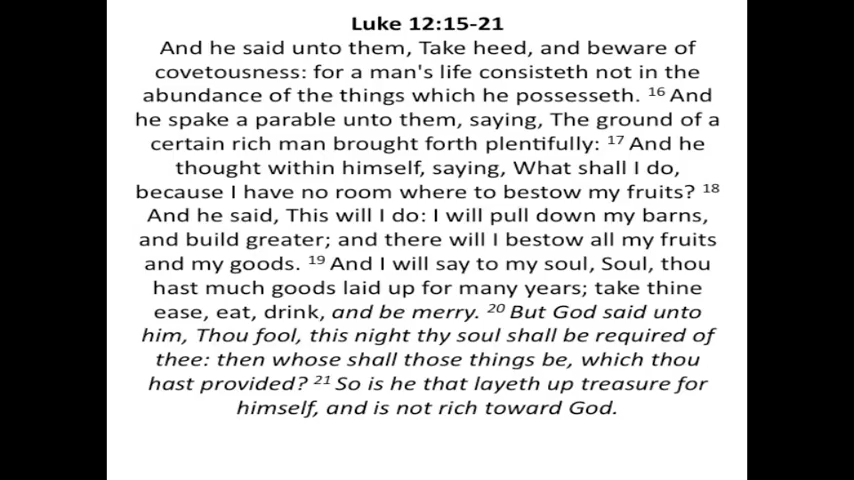 Luke 12:15-21
And he said unto them, Take heed, and beware of
covetousness: for a man's life consisteth not in the
abundance of the things which he possesseth. 16 And
he spake a parable unto them, saying, The ground of a
certain rich man brought forth plentifully: 17 And he
thought within himself, saying, What shall I do,
because I have no room where to bestow my fruits? 18
And he said, This will I do: I will pull down my barns,
and build greater; and there will I bestow all my fruits
and my goods. 19 And I will say to my soul, Soul, thou
hast much goods laid up for many years; take thine
ease, eat, drink, and be merry. 20 But God said unto
him, Thou fool, this night thy soul shall be required of
thee: then whose shall those things be, which thou
hast provided? 21 So is he that layeth up treasure for
himself, and is not rich toward God.